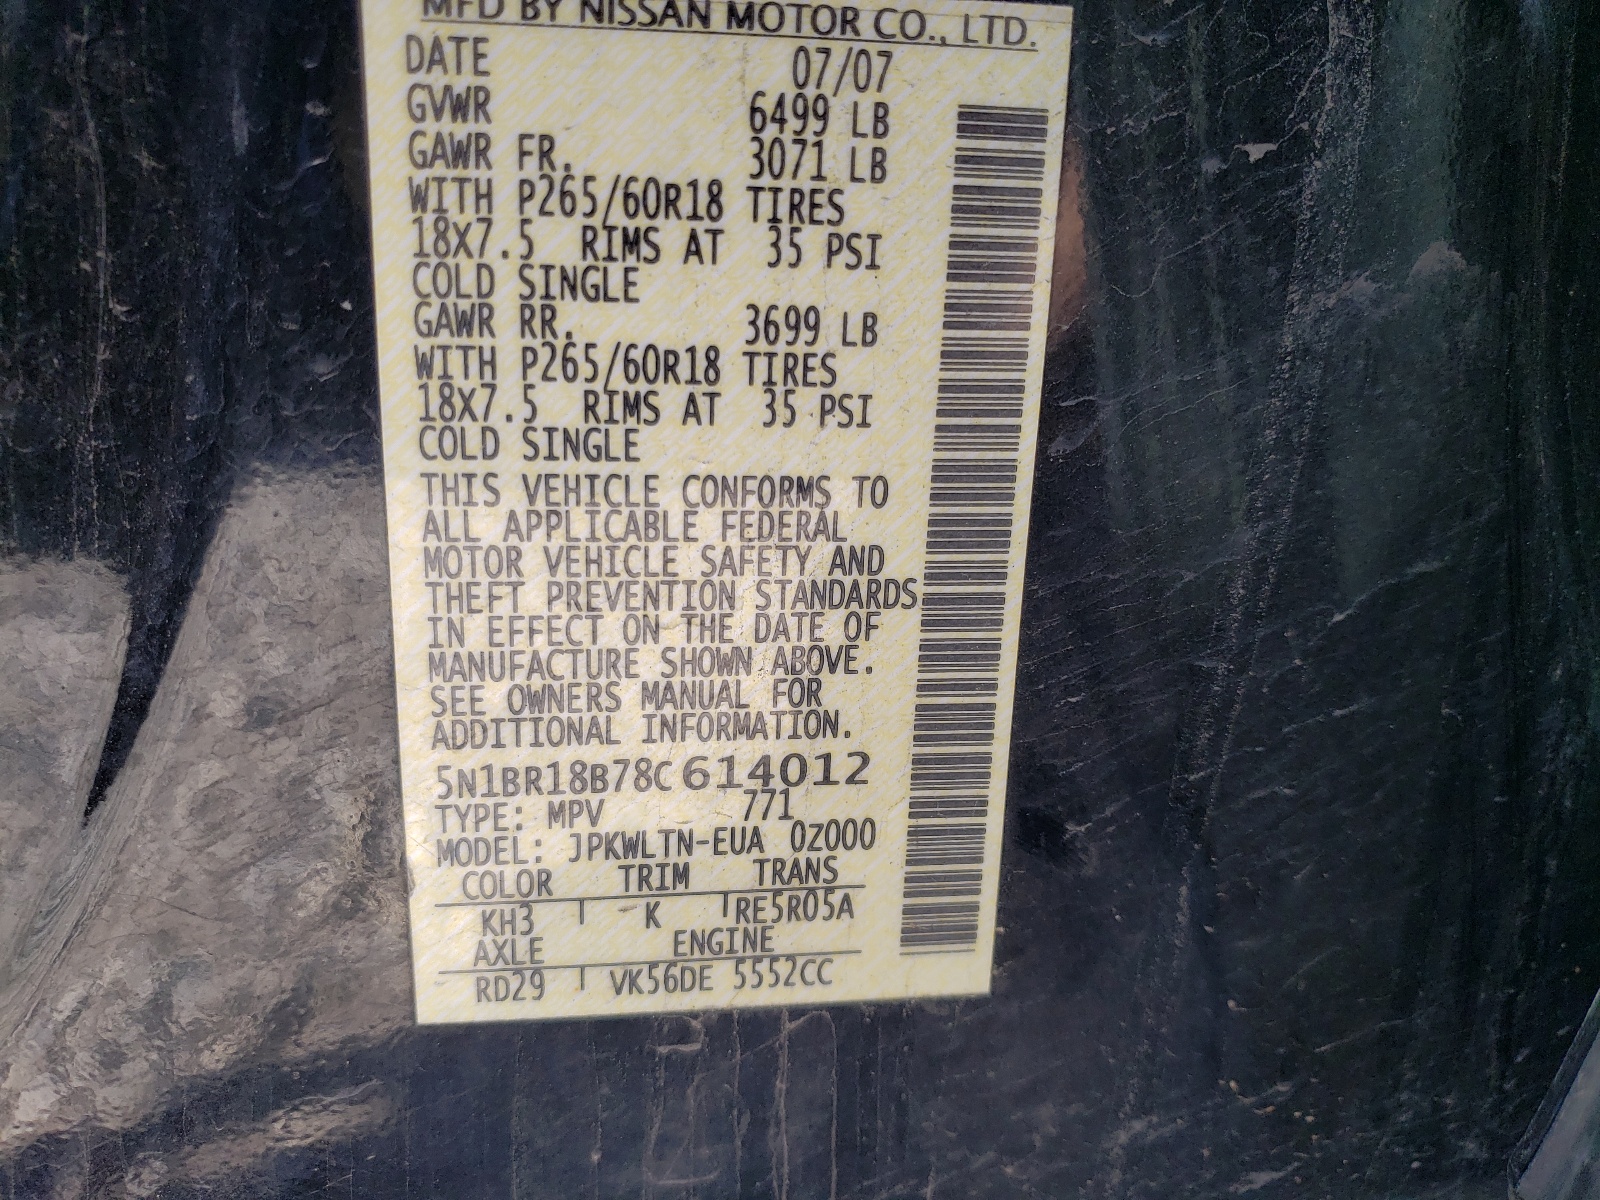 MFD BY NISSAN MOTOR CO., LTD.
DATE 07/07
GVWR 6499 LB
GAWR FR. 3071 LB
WITH P265/60R18 TIRES
18X7.5 RIMS AT 35 PSI
COLD SINGLE
GAWR RR. 3699 LB
WITH P265/60R18 TIRES
18X7.5 RIMS AT 35 PSI
COLD SINGLE
THIS VEHICLE CONFORMS TO
ALL APPLICABLE FEDERAL
MOTOR VEHICLE SAFETY AND
THEFT PREVENTION STANDARDS
IN EFFECT ON THE DATE OF
MANUFACTURE SHOWN ABOVE.
SEE OWNERS MANUAL FOR
ADDITIONAL INFORMATION.
5N1BR18B78C614012
TYPE: MPV 771
MODEL: JPKWLTN-EUA 0Z000
COLOR TRIM TRANS
KH3 K RE5R05A
AXLE ENGINE
RD29 VK56DE 5552CC